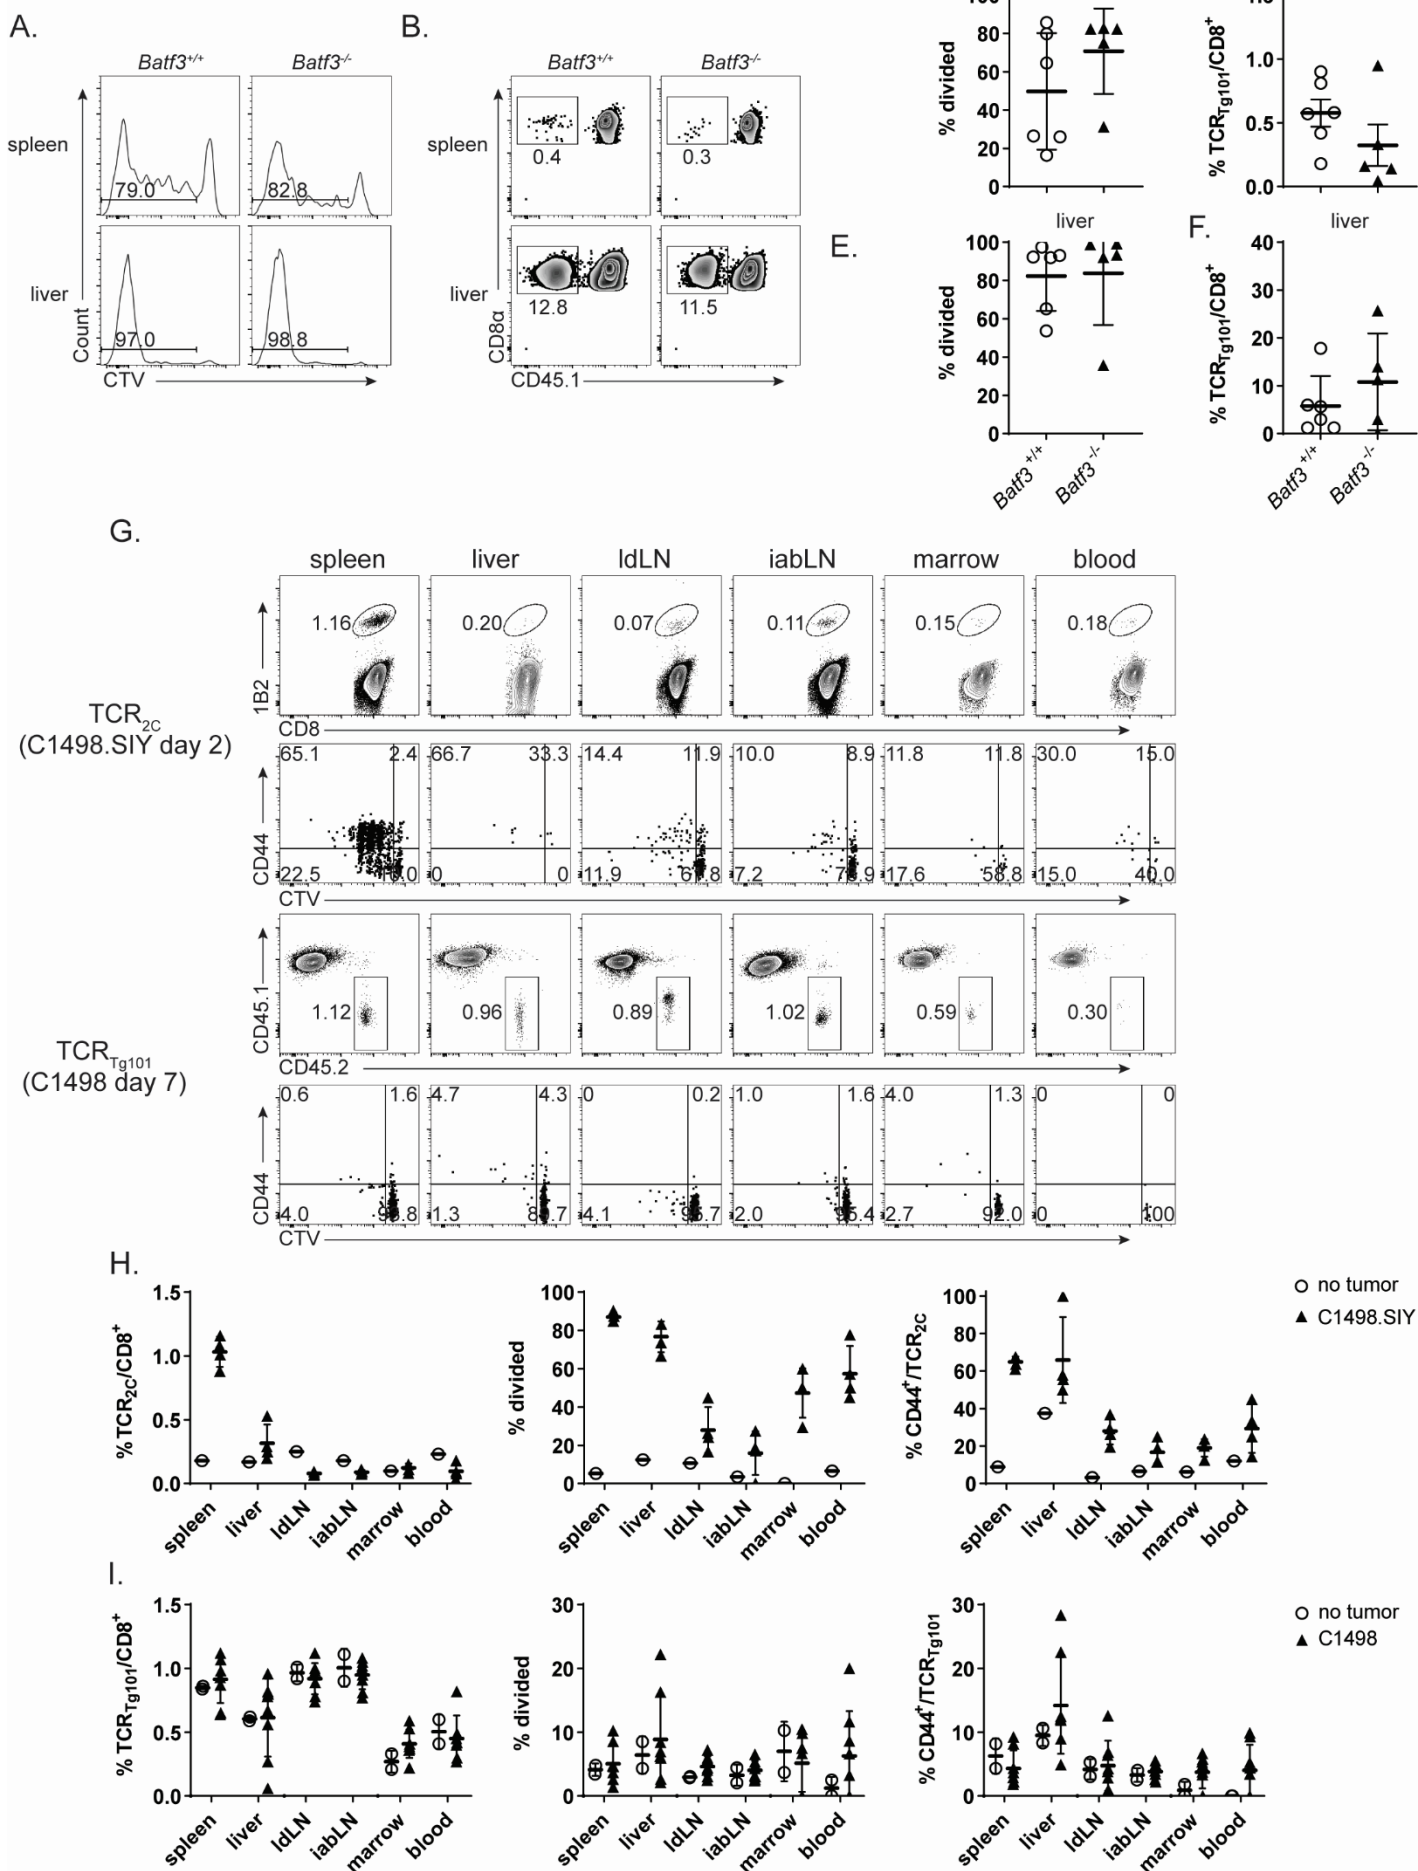 A.
Batf3+/+
Batf3-/-
spleen
79.0
82.8
liver
97.0
98.8
Count
CTV
B.
Batf3+/+
Batf3-/-
spleen
0.4
0.3
liver
12.8
11.5
CD8α
CD45.1
% divided
80
60
40
20
0
% TCRTg101/CD8+
1.0
0.5
0.0
E.
% divided
100
80
60
40
20
0
Batf3+/+
Batf3-/-
liver
F.
liver
% TCRTg101/CD8+
40
30
20
10
0
Batf3+/+
Batf3-/-
G.
spleen liver ldLN iabLN marrow blood
TCR2C
(C1498.SIY day 2)
1B2
1.16 0.20 0.07 0.11 0.15 0.18
CD8
65.1 2.4 66.7 33.3 14.4 11.9 10.0 8.9 11.8 11.8 30.0 15.0
CD44
22.5 0 0 11.9 7.2 17.6 58.8 15.0 40.0
CTV
TCRTg101
(C1498 day 7)
CD45.1
1.12 0.96 0.89 1.02 0.59 0.30
CD45.2
0.6 1.6 4.7 4.3 0 0.2 1.0 1.6 4.0 1.3 0 0
CD44
4.0 1.3 4.1 2.0 2.7 92.0 0 100
CTV
H.
% TCR2C/CD8+
1.5
1.0
0.5
0.0
spleen liver ldLN iabLN marrow blood
% divided
100
80
60
40
20
0
spleen liver ldLN iabLN marrow blood
% CD44+/TCR2C
100
80
60
40
20
0
spleen liver ldLN iabLN marrow blood
no tumor
C1498.SIY
I.
% TCRTg101/CD8+
1.5
1.0
0.5
0.0
spleen liver ldLN iabLN marrow blood
% divided
30
20
10
0
spleen liver ldLN iabLN marrow blood
% CD44+/TCRTg101
30
20
10
0
spleen liver ldLN iabLN marrow blood
no tumor
C1498